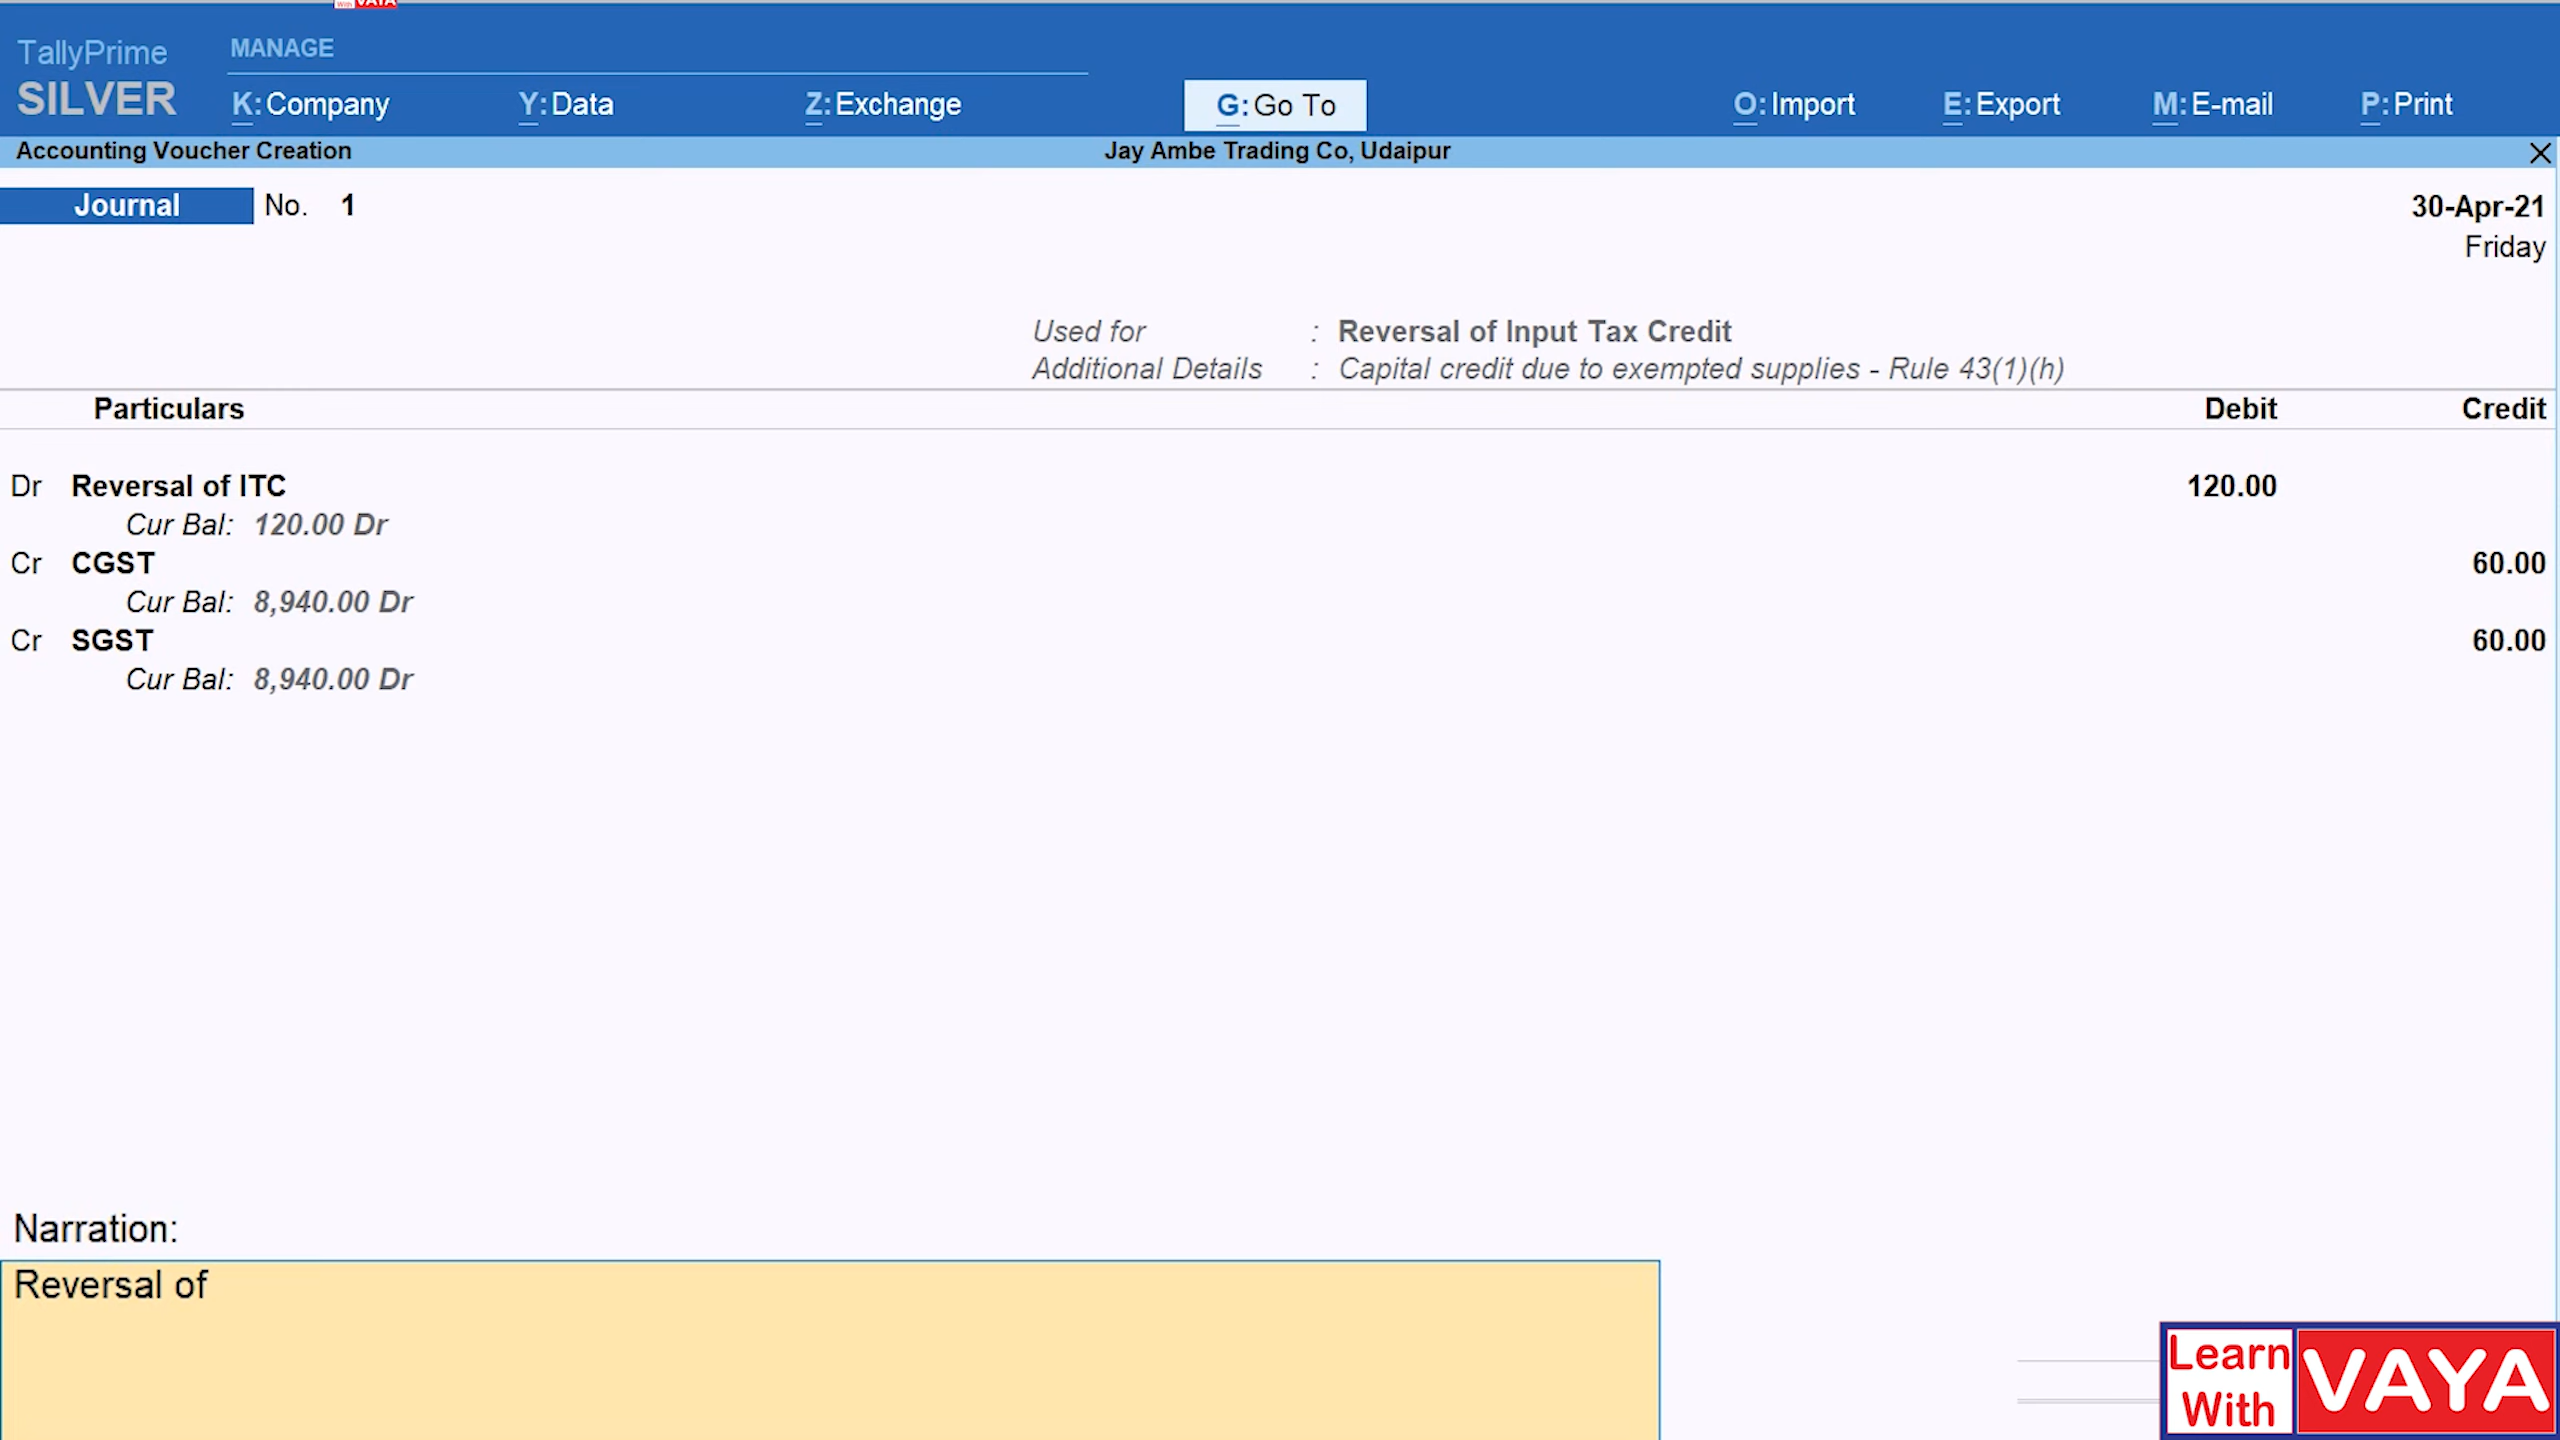 With VAYA
TallyPrime
SILVER
MANAGE
K: Company
Y: Data
Z: Exchange
G: Go To
O: Import
E: Export
M: E-mail
P: Print
Accounting Voucher Creation
Jay Ambe Trading Co, Udaipur
Journal No. 1
30-Apr-21
Friday
Used for : Reversal of Input Tax Credit
Additional Details : Capital credit due to exempted supplies - Rule 43(1)(h)
Particulars Debit Credit
Dr Reversal of ITC 120.00
Cur Bal: 120.00 Dr
Cr CGST 60.00
Cur Bal: 8,940.00 Dr
Cr SGST 60.00
Cur Bal: 8,940.00 Dr
Narration:
Reversal of
Learn
With
VAYA